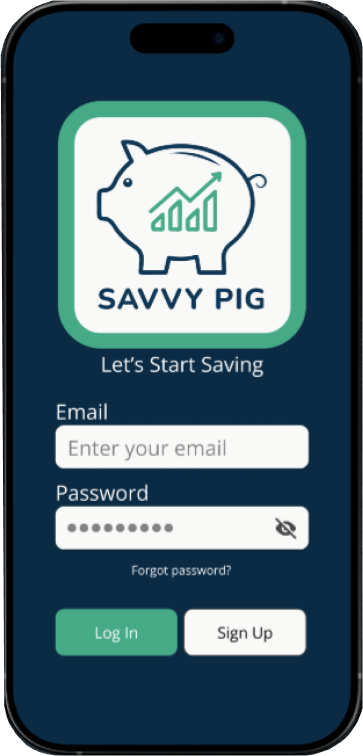 SAVVY PIG
Let's Start Saving
Email
Enter your email
Password
Forgot password?
Log In
Sign Up